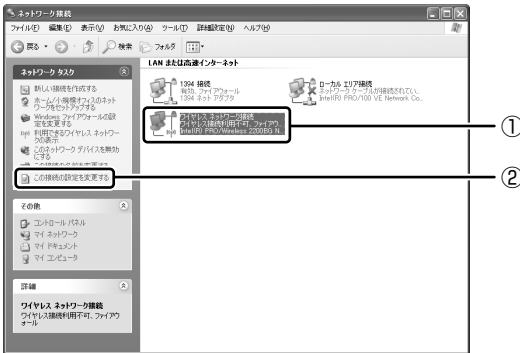 ネットワーク接続
ファイル(F) 編集(E) 表示(V) お気に入り(A) ツール(T) 詳細設定(N) ヘルプ(H)
戻る 検索 フォルダ
ネットワーク タスク
新しい接続を作成する
ホーム/小規模オフィスのネット
ワークをセットアップする
Windows ファイアウォールの設
定を変更する
利用できるワイヤレス ネットワー
クの表示
このネットワーク デバイスを無効
にする
この接続の名前を変更する
この接続の設定を変更する
その他
コントロール パネル
マイ ネットワーク
マイ ドキュメント
マイ コンピュータ
詳細
ワイヤレス ネットワーク接続
ワイヤレス接続利用不可, ファイアウ
ォール
LAN または高速インターネット
1394 接続
有効, ファイアウォール
1394 ネット アダプタ
ローカル エリア接続
ネットワーク ケーブルが接続されてい...
Intel(R) PRO/100 VE Network Co...
ワイヤレス ネットワーク接続
ワイヤレス接続利用不可, ファイアウ...
Intel(R) PRO/Wireless 2200BG N...
①
②